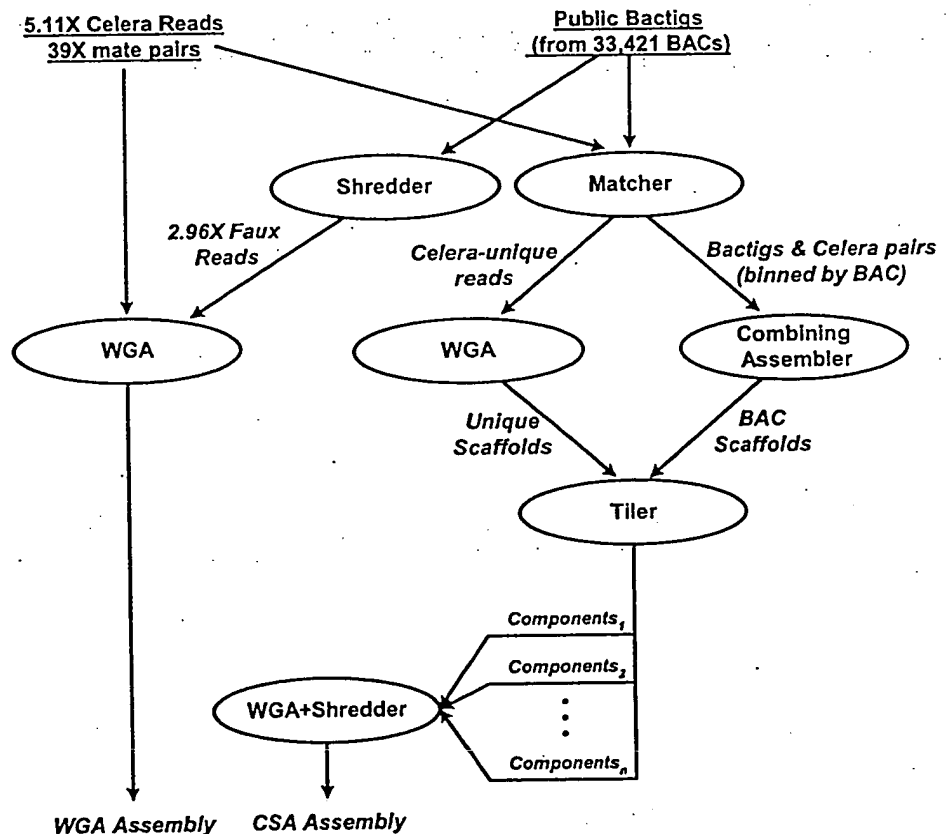 5.11X Celera Reads
39X mate pairs
Public Bactigs
(from 33,421 BACs)
Shredder
Matcher
2.96X Faux
Reads
Celera-unique
reads
Bactigs & Celera pairs
(binned by BAC)
WGA
WGA
Combining
Assembler
Unique
Scaffolds
BAC
Scaffolds
Tiler
Components1
Components2
WGA+Shredder
Componentsn
WGA Assembly
CSA Assembly